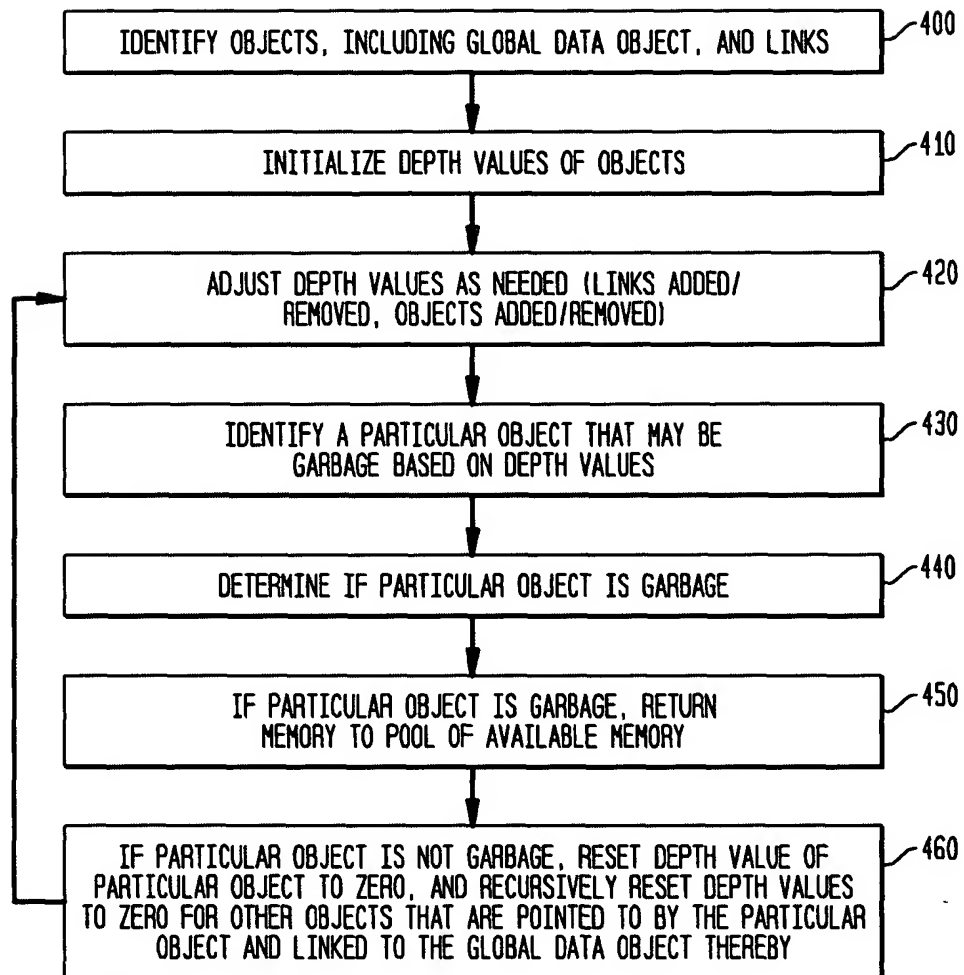 IDENTIFY OBJECTS, INCLUDING GLOBAL DATA OBJECT, AND LINKS
400
INITIALIZE DEPTH VALUES OF OBJECTS
410
ADJUST DEPTH VALUES AS NEEDED (LINKS ADDED/
REMOVED, OBJECTS ADDED/REMOVED)
420
IDENTIFY A PARTICULAR OBJECT THAT MAY BE
GARBAGE BASED ON DEPTH VALUES
430
DETERMINE IF PARTICULAR OBJECT IS GARBAGE
440
IF PARTICULAR OBJECT IS GARBAGE, RETURN
MEMORY TO POOL OF AVAILABLE MEMORY
450
IF PARTICULAR OBJECT IS NOT GARBAGE, RESET DEPTH VALUE OF
PARTICULAR OBJECT TO ZERO, AND RECURSIVELY RESET DEPTH VALUES
TO ZERO FOR OTHER OBJECTS THAT ARE POINTED TO BY THE PARTICULAR
OBJECT AND LINKED TO THE GLOBAL DATA OBJECT THEREBY
460